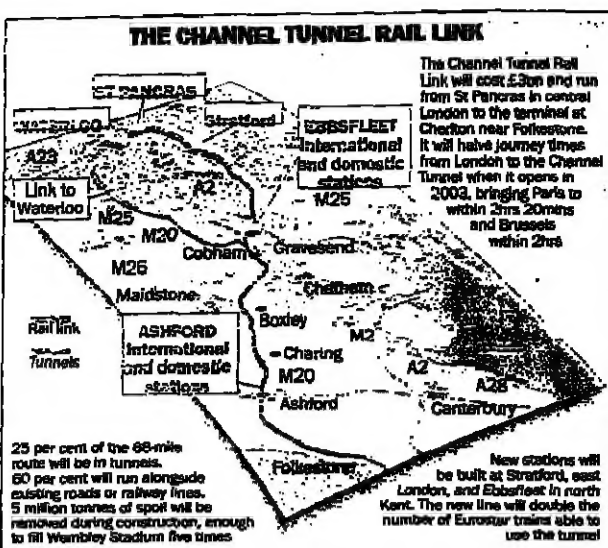 THE CHANNEL TUNNEL RAIL LINK
The Channel Tunnel Rail
Link will cost £3bn and run
from St Pancras in central
London to the terminal at
Cheriton near Folkestone.
It will halve journey times
from London to the Channel
Tunnel when it opens in
2003, bringing Paris to
within 2hrs 20mins
and Brussels
within 2hrs
ST PANCRAS
WATERLOO
Stratford
EBBSFLEET
International
and domestic
stations
A23
A2
Link to
Waterloo
M25
M25
M20
Cobham
Gravesend
M26
Chatham
Maidstone
Rail link
Tunnels
Boxley
M2
ASHFORD
International
and domestic
stations
Charing
M20
A2
A28
Ashford
Canterbury
Folkestone
25 per cent of the 68-mile
route will be in tunnels.
60 per cent will run alongside
existing roads or railway lines.
5 million tonnes of spoil will be
removed during construction, enough
to fill Wembley Stadium five times
New stations will
be built at Stratford, east
London, and Ebbsfleet in north
Kent. The new line will double the
number of Eurostar trains able to
use the tunnel